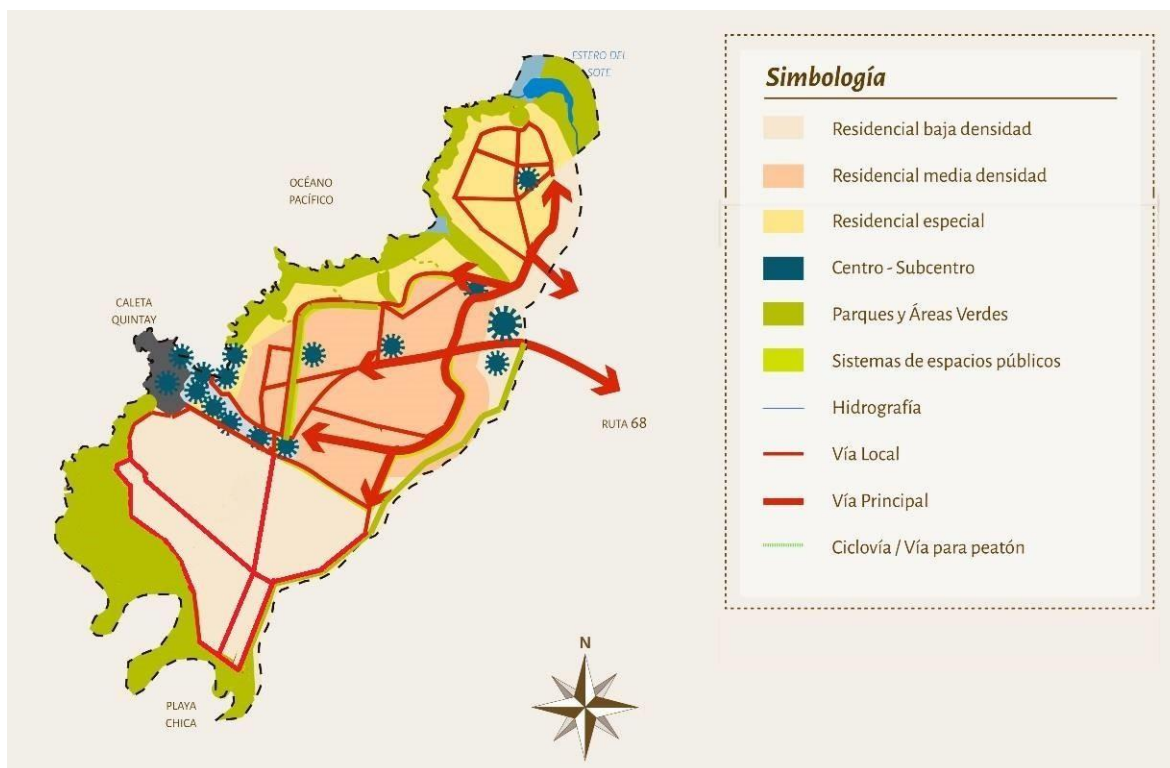 ESTERO DEL
SOTE
OCÉANO
PACÍFICO
CALETA
QUINTAY
RUTA 68
PLAYA
CHICA
N
Simbología
Residencial baja densidad
Residencial media densidad
Residencial especial
Centro - Subcentro
Parques y Áreas Verdes
Sistemas de espacios públicos
Hidrografía
Vía Local
Vía Principal
Ciclovía / Vía para peatón